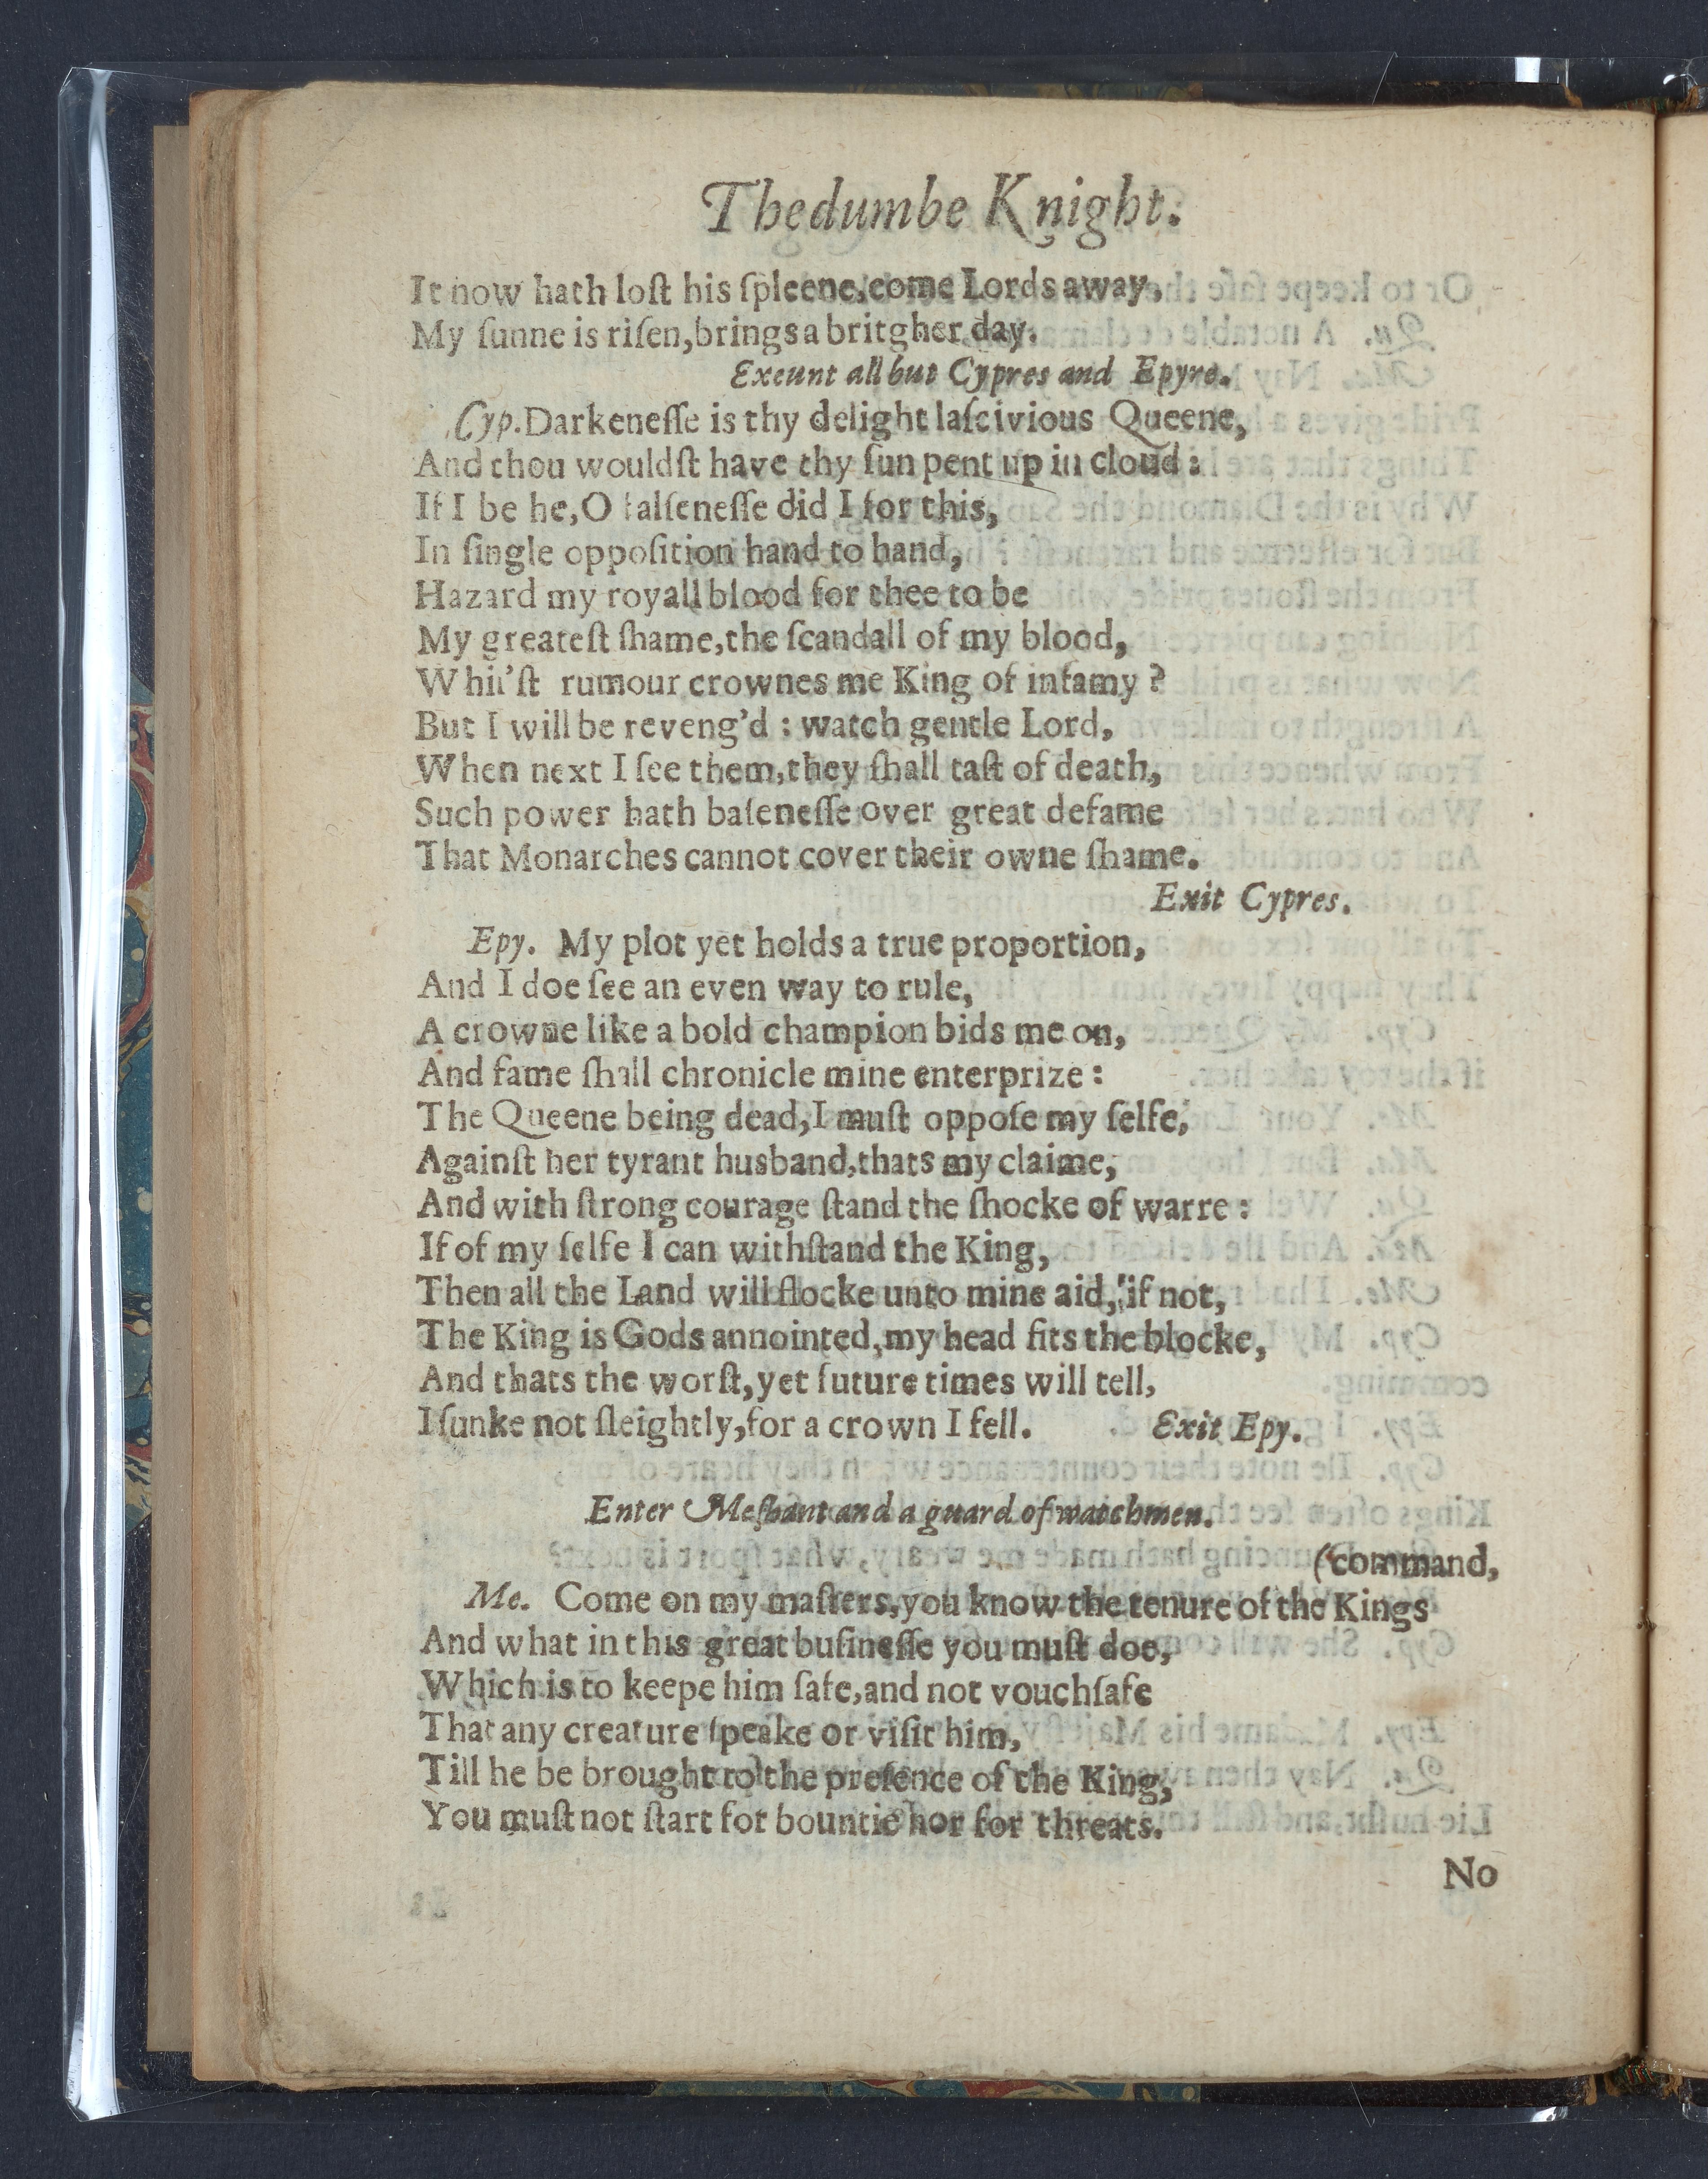 Thedumbe Knight.
It now hath loſt his ſpleene,come Lords away,
My ſunne is riſen,brings a britgher day.
Exeunt all but Cypres and Epyre.
Cyp. Darkeneſſe is thy delight laſcivious Queene,
And thou wouldſt have thy ſun pent up in cloud:
If I be he,O falſeneſſe did I for this,
In ſingle oppoſition hand to hand,
Hazard my royall blood for thee to be
My greateſt ſhame,the ſcandall of my blood,
Whil'ſt rumour crownes me King of infamy?
But I will be reveng'd: watch gentle Lord,
When next I ſee them,they ſhall taſt of death,
Such power hath baſeneſſe over great defame
That Monarches cannot cover their owne ſhame.
Exit Cypres.
Epy. My plot yet holds a true proportion,
And I doe ſee an even way to rule,
A crowne like a bold champion bids me on,
And fame ſhall chronicle mine enterprize:
The Queene being dead,I muſt oppoſe my ſelfe,
Againſt her tyrant husband,thats my claime,
And with ſtrong courage ſtand the ſhocke of warre:
If of my ſelfe I can withſtand the King,
Then all the Land will flocke unto mine aid, if not,
The King is Gods annointed,my head fits the blocke,
And thats the worſt,yet future times will tell,
I ſunke not ſleightly,for a crown I fell. Exit Epy.
Enter Meſhant and a guard of watchmen.
(command,
Me. Come on my maſters,you know the tenure of the Kings
And what in this great buſineſſe you muſt doe,
Which is to keepe him ſafe,and not vouchſafe
That any creature ſpeake or viſit him,
Till he be brought to the preſence of the King,
You muſt not ſtart for bountie nor for threats.
No